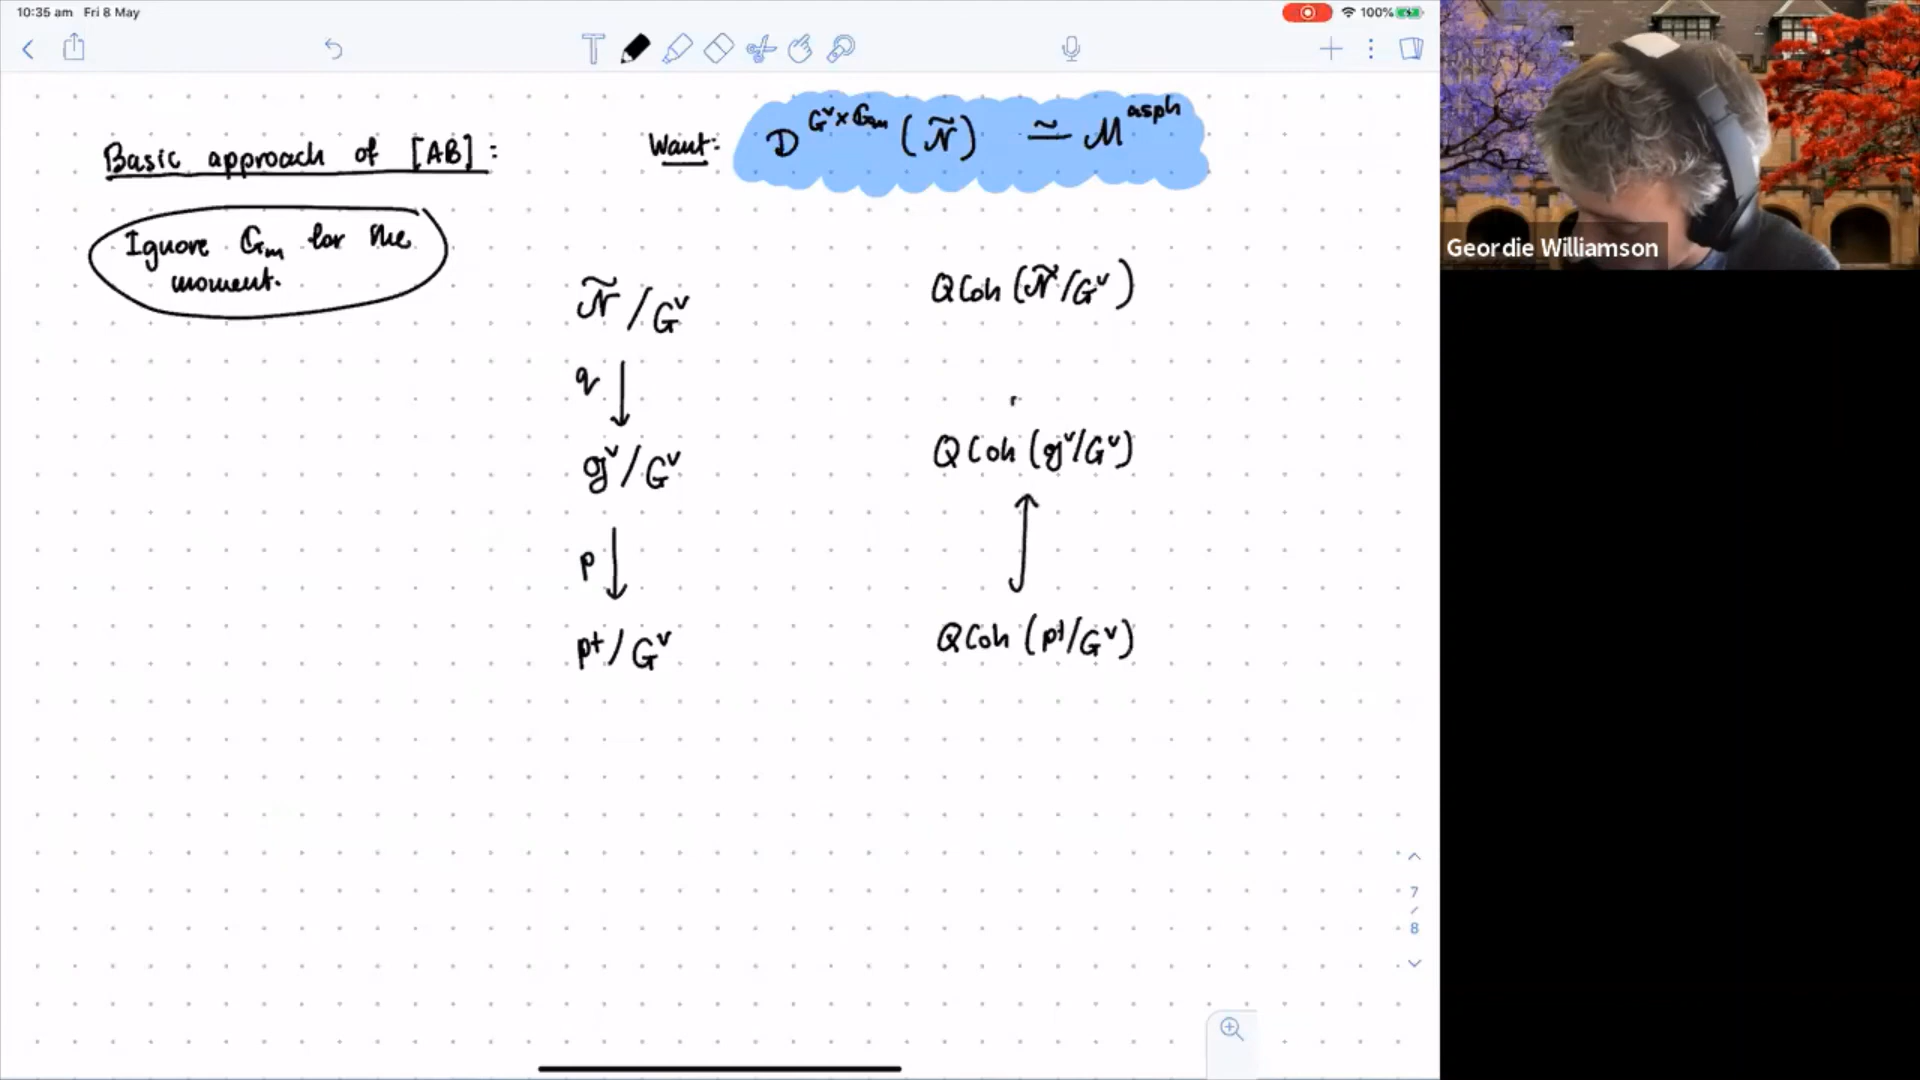 10:35 am Fri 8 May
100%
Basic approach of [AB]:
Want: D^{G^∨×G_m}(Ñ) ≃ M^{asph}
Ignore G_m for the
moment.
Ñ/G^∨
QCoh(Ñ/G^∨)
q ↓
g^∨/G^∨
QCoh(g^∨/G^∨)
p ↓
pt/G^∨
QCoh(pt/G^∨)
Geordie Williamson
7
/
8